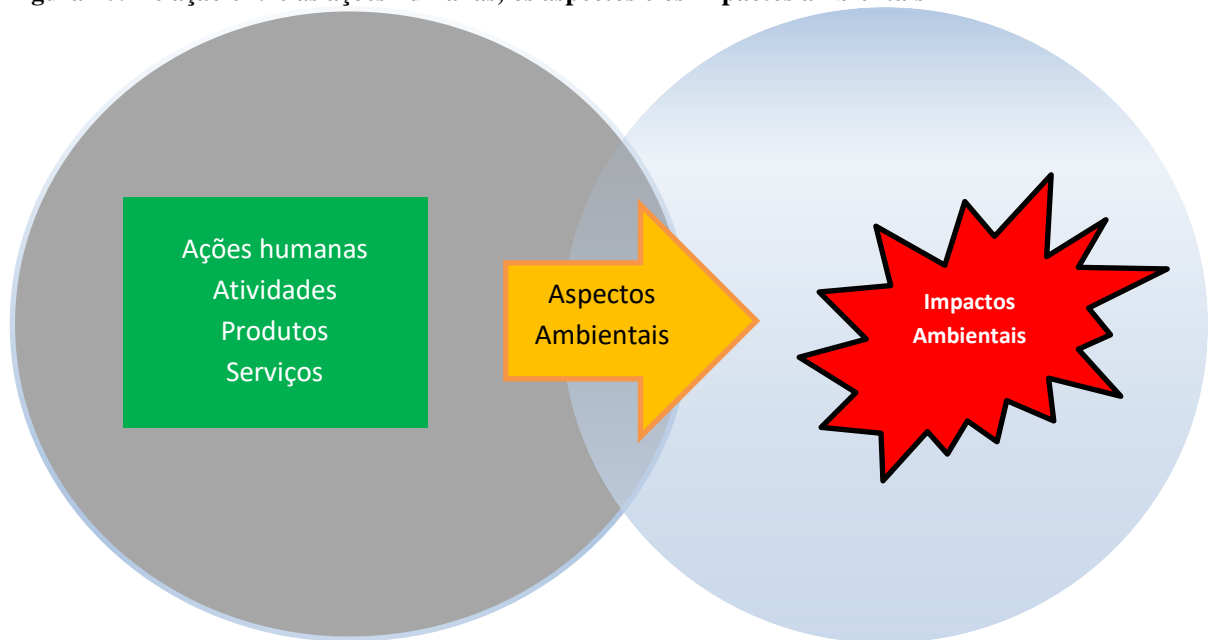 Ações humanas
Atividades
Produtos
Serviços
Aspectos
Ambientais
Impactos
Ambientais